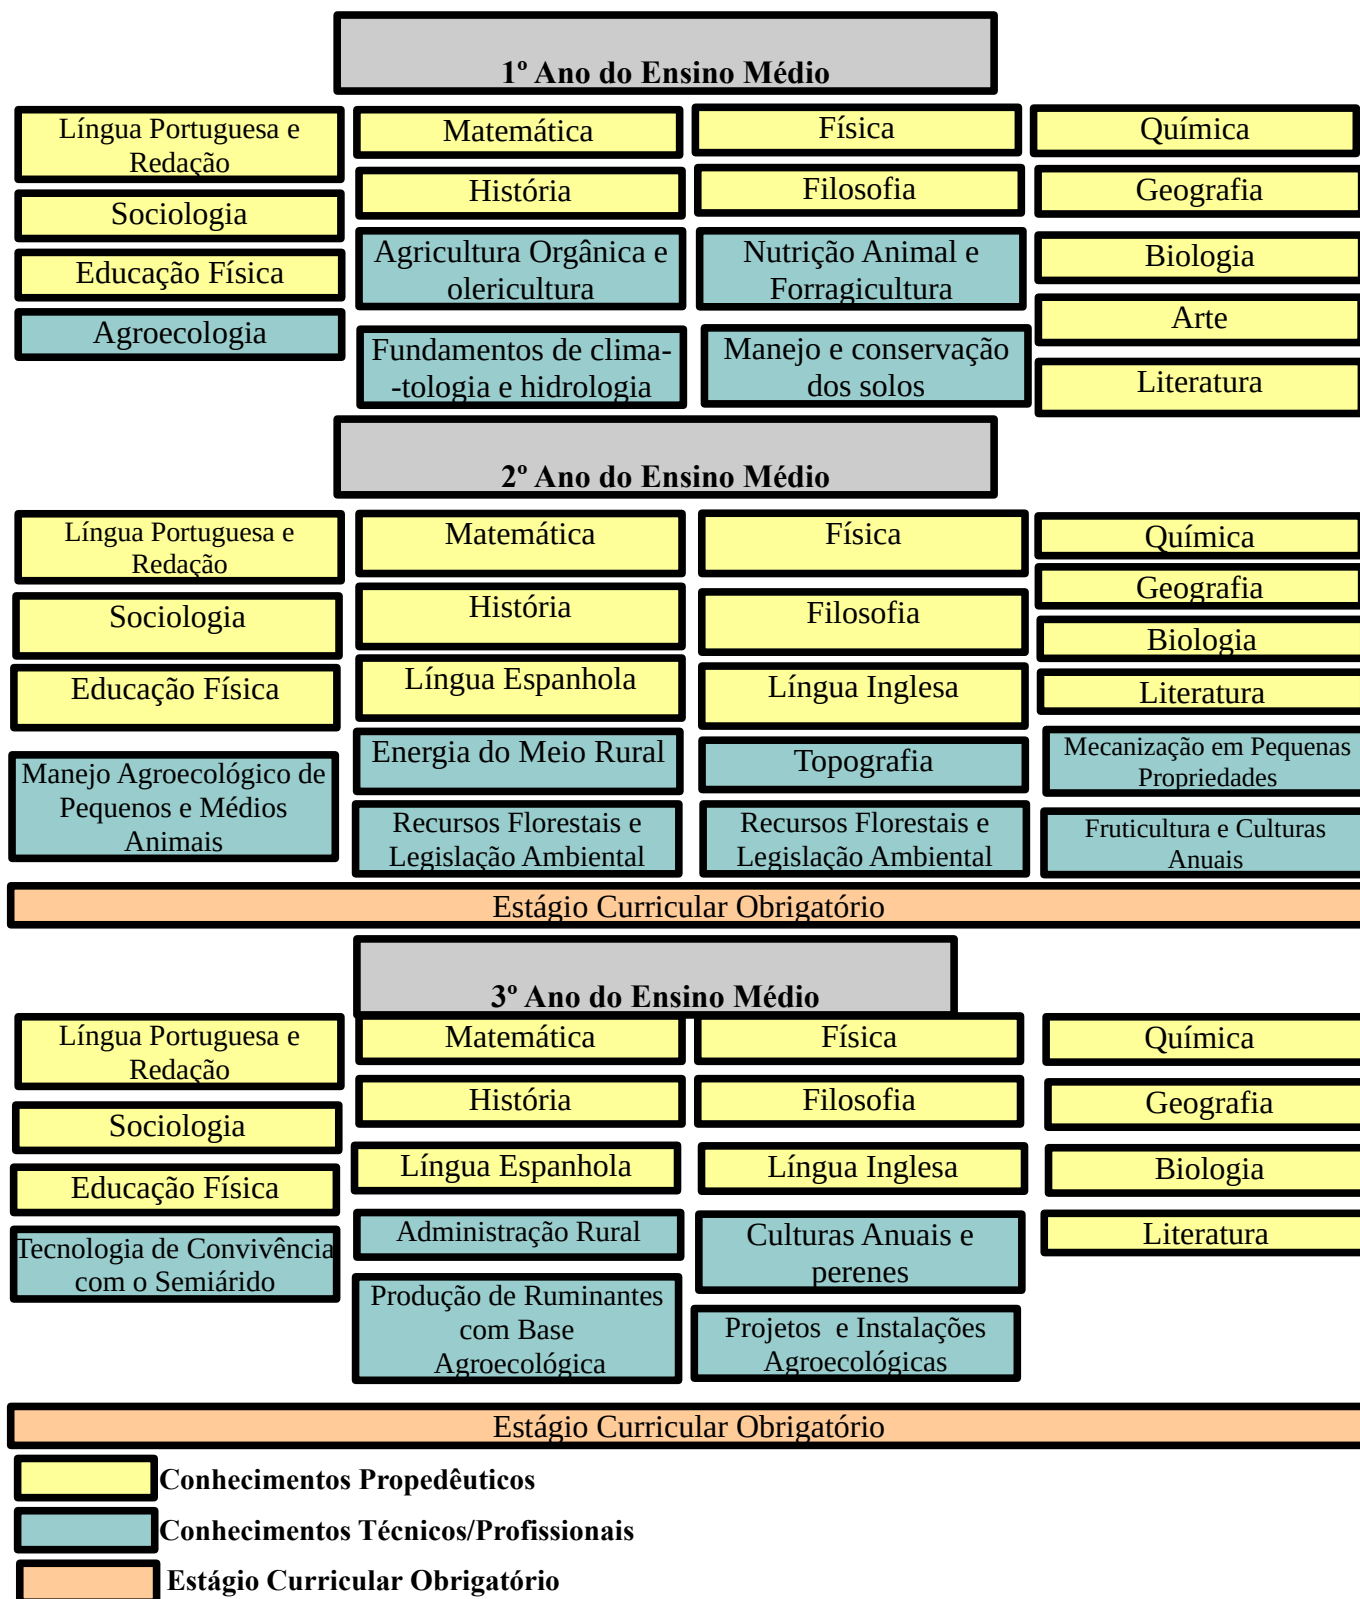 1º Ano do Ensino Médio
Língua Portuguesa e
Redação
Matemática
Física
Química
Sociologia
História
Filosofia
Geografia
Educação Física
Agricultura Orgânica e
olericultura
Nutrição Animal e
Forragicultura
Biologia
Agroecologia
Fundamentos de clima-
-tologia e hidrologia
Manejo e conservação
dos solos
Arte
Literatura
2º Ano do Ensino Médio
Língua Portuguesa e
Redação
Matemática
Física
Química
Sociologia
História
Filosofia
Geografia
Biologia
Educação Física
Língua Espanhola
Língua Inglesa
Literatura
Manejo Agroecológico de
Pequenos e Médios
Animais
Energia do Meio Rural
Topografia
Mecanização em Pequenas
Propriedades
Recursos Florestais e
Legislação Ambiental
Recursos Florestais e
Legislação Ambiental
Fruticultura e Culturas
Anuais
Estágio Curricular Obrigatório
3º Ano do Ensino Médio
Língua Portuguesa e
Redação
Matemática
Física
Química
Sociologia
História
Filosofia
Geografia
Educação Física
Língua Espanhola
Língua Inglesa
Biologia
Tecnologia de Convivência
com o Semiárido
Administração Rural
Culturas Anuais e
perenes
Literatura
Produção de Ruminantes
com Base
Agroecológica
Projetos e Instalações
Agroecológicas
Estágio Curricular Obrigatório
Conhecimentos Propedêuticos
Conhecimentos Técnicos/Profissionais
Estágio Curricular Obrigatório